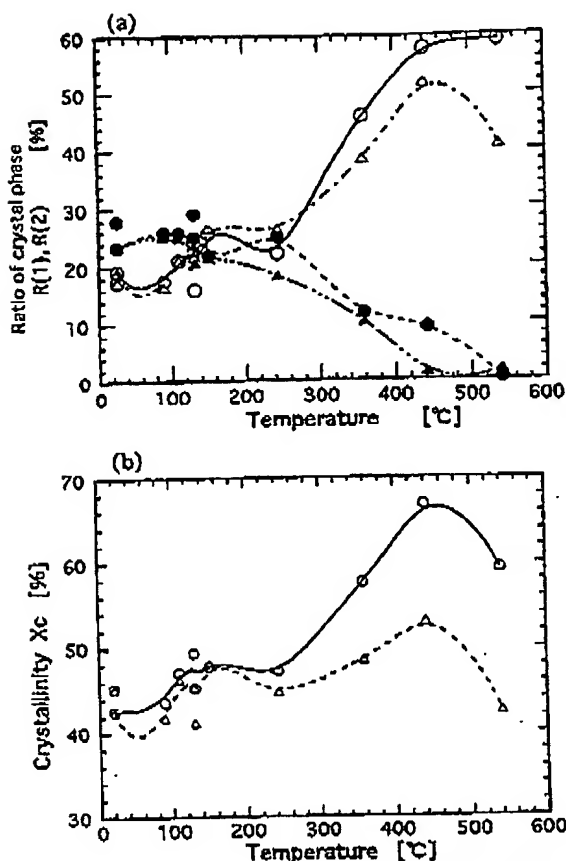 (a)
Ratio of crystal phase
R(1), R(2) [%]
60
50
40
30
20
10
0
0 100 200 300 400 500 600
Temperature [℃]
(b)
Crystallinity Xc [%]
70
60
50
40
30
0 100 200 300 400 500 600
Temperature [℃]